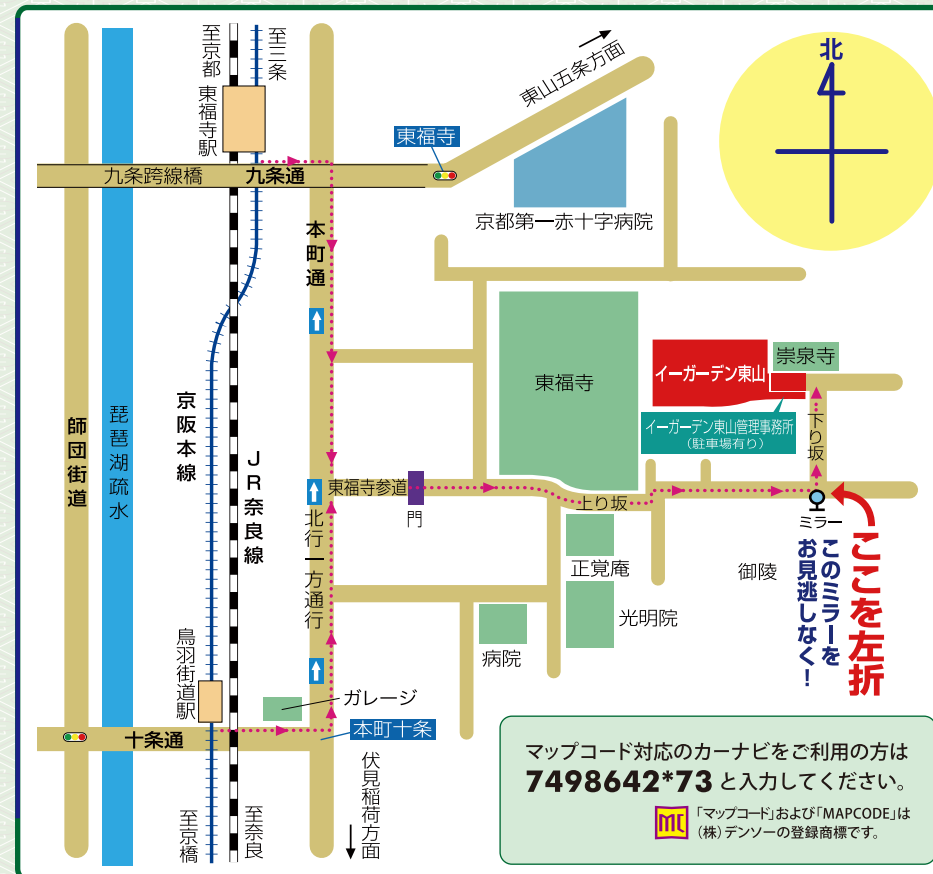 至京都
至三条
東福寺駅
東山五条方面
北
東福寺
九条跨線橋
九条通
京都第一赤十字病院
本町通
東福寺
イーガーデン東山
崇泉寺
イーガーデン東山管理事務所
(駐車場有り)
下り坂
師団街道
琵琶湖疏水
京阪本線
JR奈良線
東福寺参道
門
上り坂
ミラー
ここを左折
このミラーを
お見逃しなく!
北行一方通行
正覚庵
御陵
光明院
病院
鳥羽街道駅
ガレージ
本町十条
十条通
伏見稲荷方面
至京橋
至奈良
マップコード対応のカーナビをご利用の方は
7498642*73 と入力してください。
mc
「マップコード」および「MAPCODE」は
(株)デンソーの登録商標です。